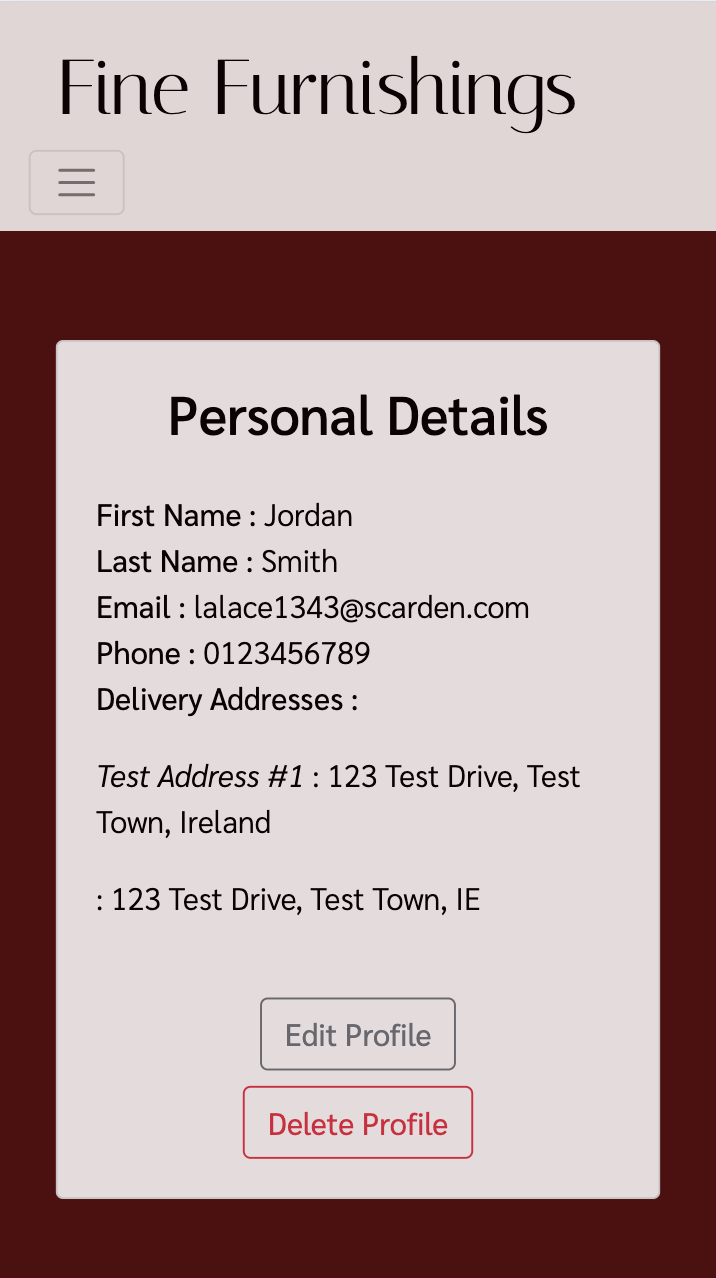 Fine Furnishings
Personal Details
First Name : Jordan
Last Name : Smith
Email : lalace1343@scarden.com
Phone : 0123456789
Delivery Addresses :
Test Address #1 : 123 Test Drive, Test
Town, Ireland
: 123 Test Drive, Test Town, IE
Edit Profile
Delete Profile